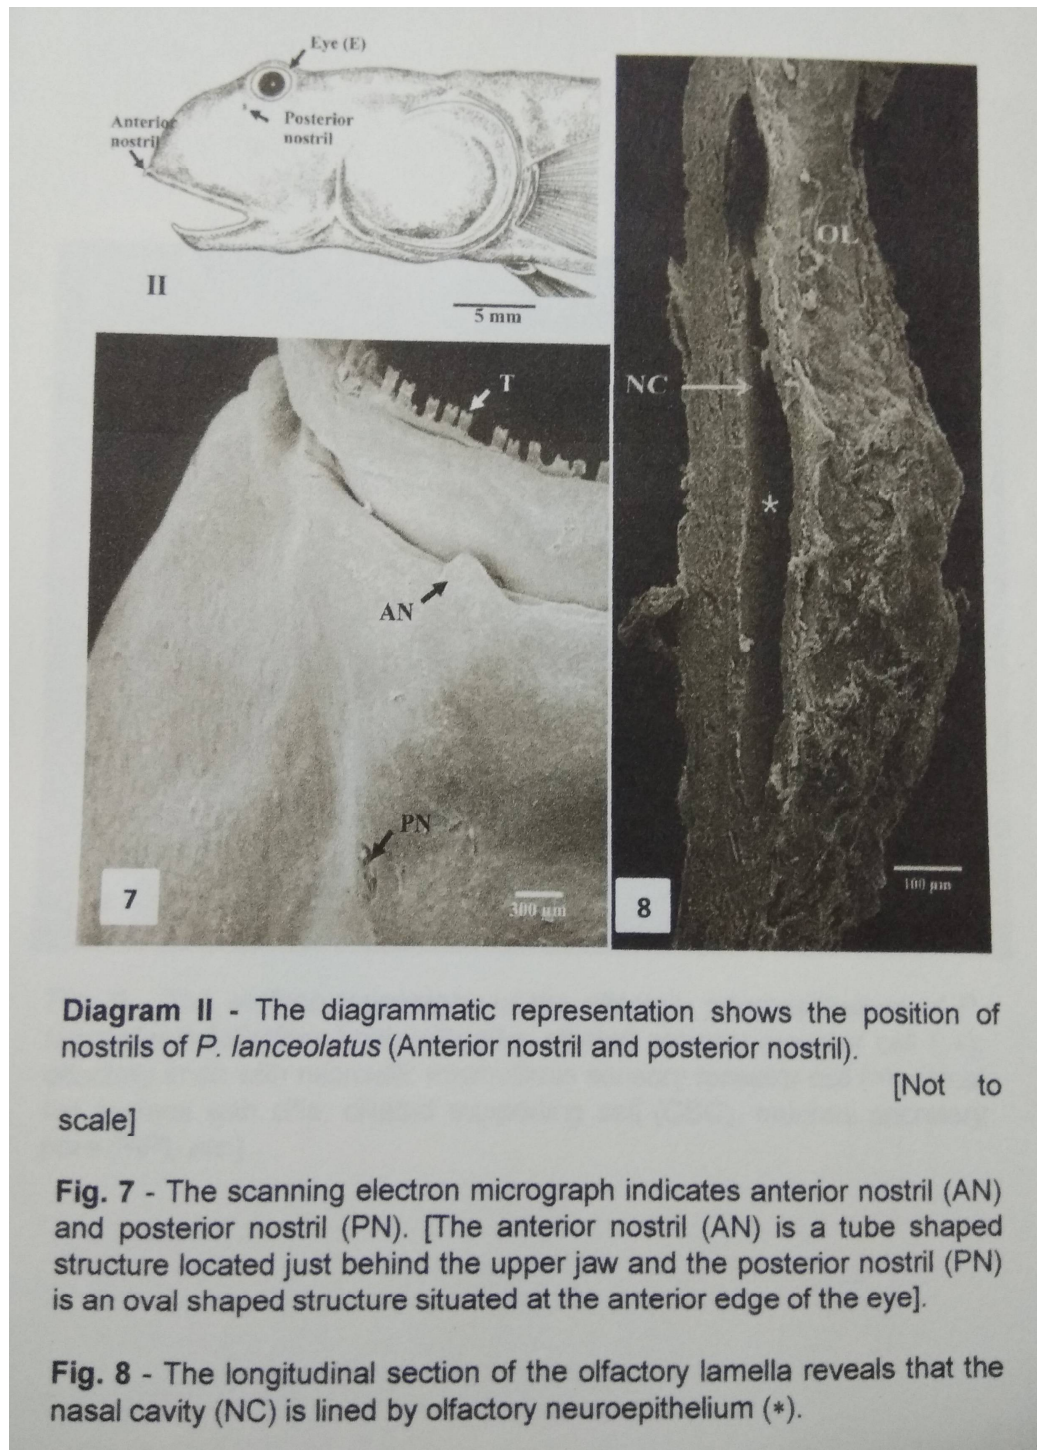 Eye (E)
Anterior
nostril
Posterior
nostril
II
5 mm
T
AN
PN
7
300 µm
OL
NC
*
8
100 µm
Diagram II - The diagrammatic representation shows the position of
nostrils of P. lanceolatus (Anterior nostril and posterior nostril).
[Not to
scale]
Fig. 7 - The scanning electron micrograph indicates anterior nostril (AN)
and posterior nostril (PN). [The anterior nostril (AN) is a tube shaped
structure located just behind the upper jaw and the posterior nostril (PN)
is an oval shaped structure situated at the anterior edge of the eye].
Fig. 8 - The longitudinal section of the olfactory lamella reveals that the
nasal cavity (NC) is lined by olfactory neuroepithelium (*).